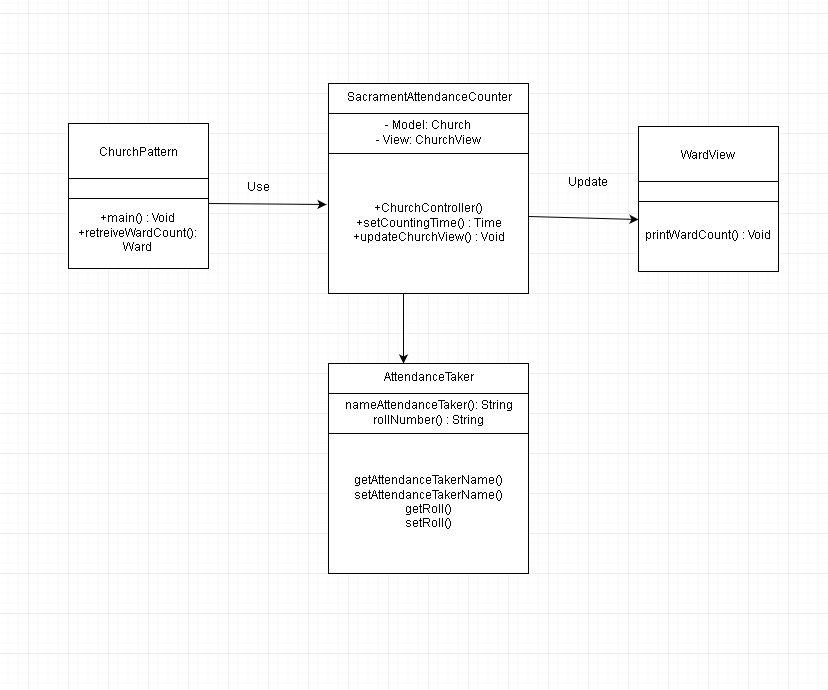 ChurchPattern
+main() : Void
+retreiveWardCount():
Ward
Use
SacramentAttendanceCounter
- Model: Church
- View: ChurchView
+ChurchController()
+setCountingTime() : Time
+updateChurchView() : Void
Update
WardView
printWardCount() : Void
AttendanceTaker
nameAttendanceTaker(): String
rollNumber() : String
getAttendanceTakerName()
setAttendanceTakerName()
getRoll()
setRoll()